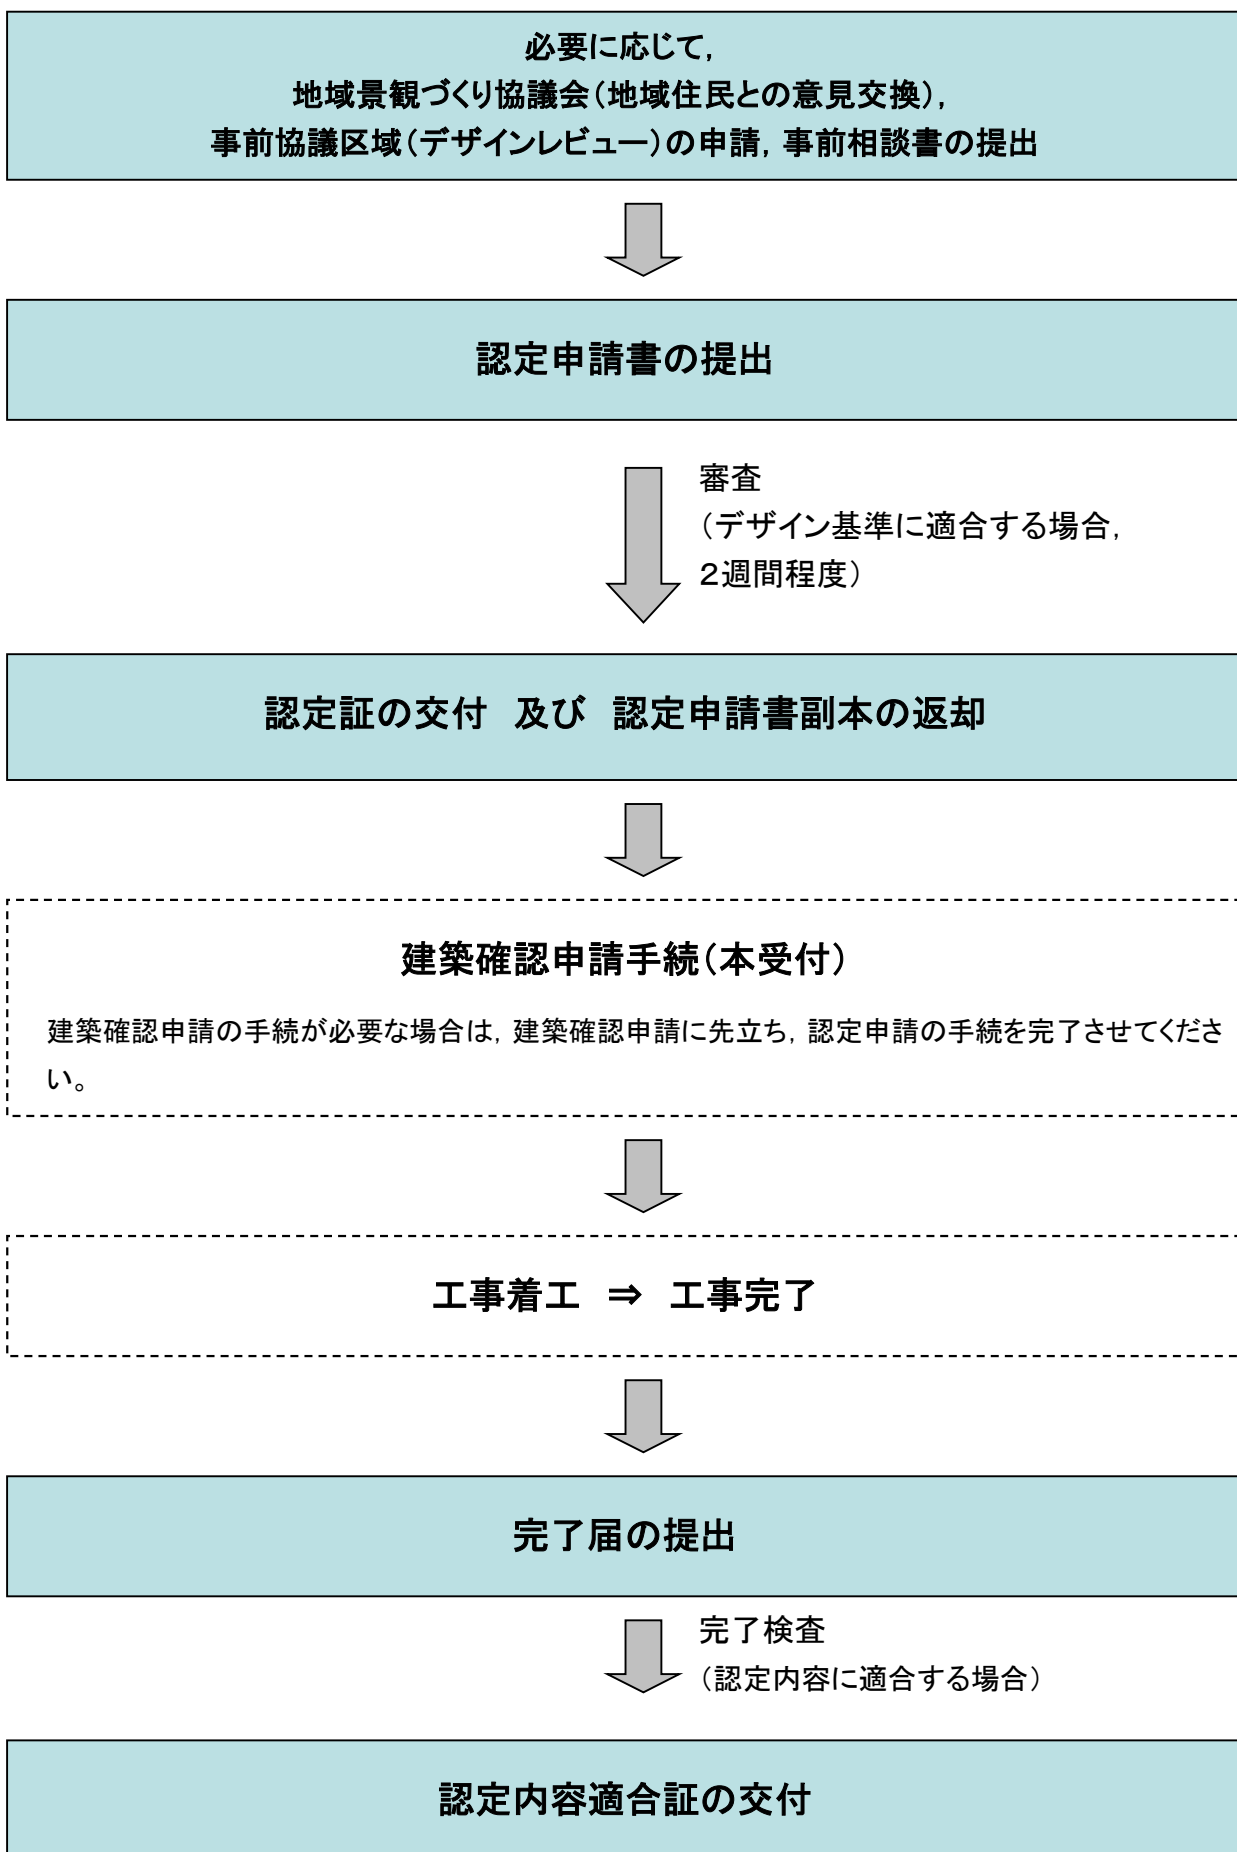 必要に応じて，
地域景観づくり協議会（地域住民との意見交換），
事前協議区域（デザインレビュー）の申請，事前相談書の提出
認定申請書の提出
審査
（デザイン基準に適合する場合，
２週間程度）
認定証の交付　及び　認定申請書副本の返却
建築確認申請手続（本受付）
建築確認申請の手続が必要な場合は，建築確認申請に先立ち，認定申請の手続を完了させてくださ
い。
工事着工　⇒　工事完了
完了届の提出
完了検査
（認定内容に適合する場合）
認定内容適合証の交付